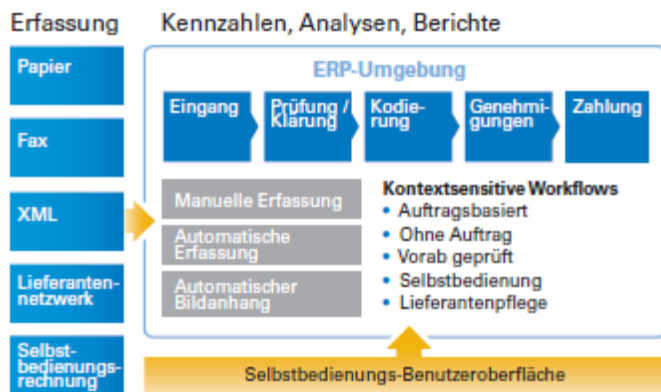 Erfassung
Kennzahlen, Analysen, Berichte
Papier
Fax
XML
Lieferanten-
netzwerk
Selbst-
bedienungs-
rechnung
ERP-Umgebung
Eingang
Prüfung /
Klärung
Kodie-
rung
Genehmi-
gungen
Zahlung
Manuelle Erfassung
Automatische
Erfassung
Automatischer
Bildanhang
Kontextsensitive Workflows
• Auftragsbasiert
• Ohne Auftrag
• Vorab geprüft
• Selbstbedienung
• Lieferantenpflege
Selbstbedienungs-Benutzeroberfläche